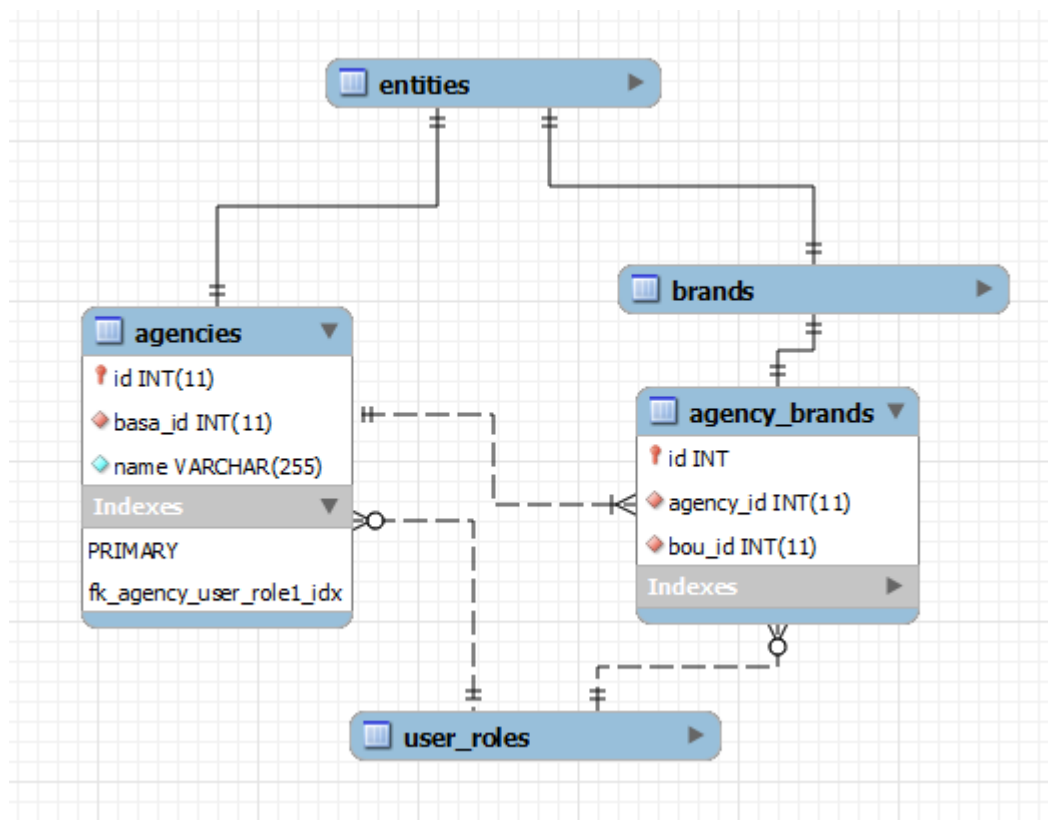 entities
brands
agencies
id INT(11)
basa_id INT(11)
name VARCHAR(255)
Indexes
PRIMARY
fk_agency_user_role1_idx
agency_brands
id INT
agency_id INT(11)
bou_id INT(11)
Indexes
user_roles